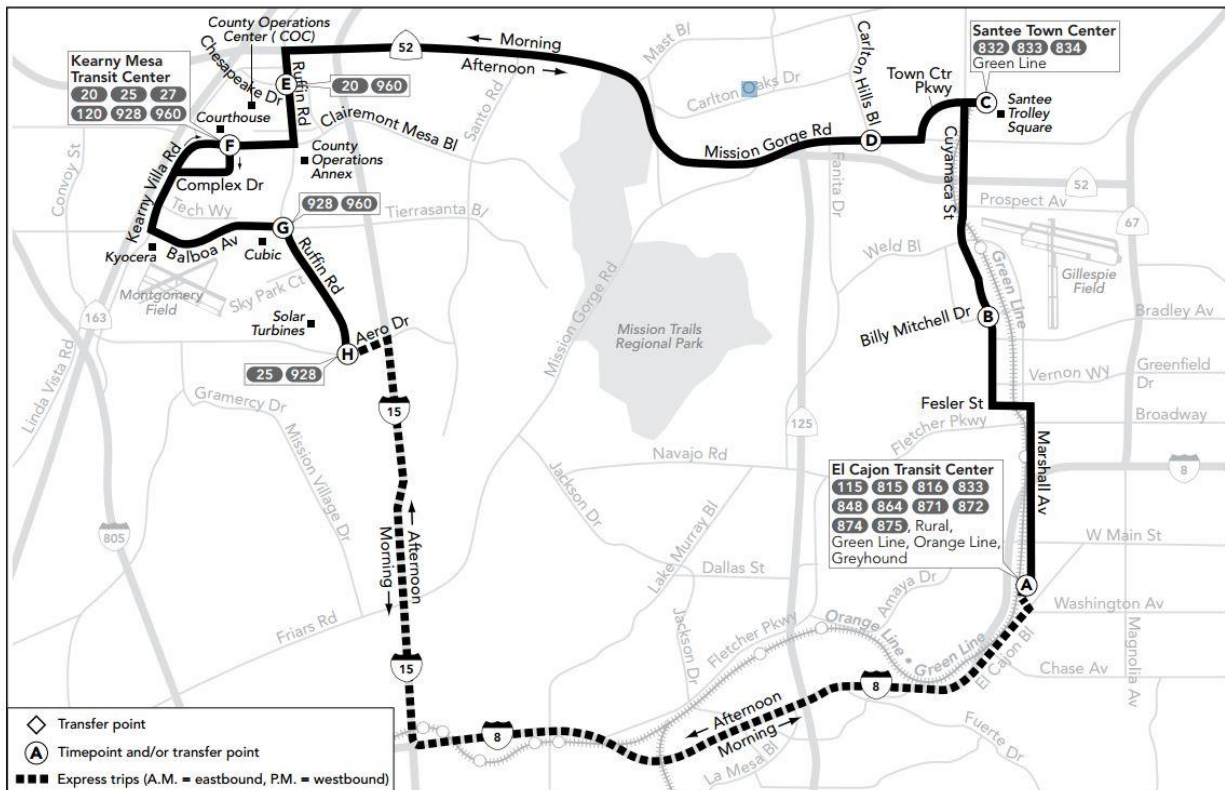 County Operations
Center ( COC)
Chesapeake Dr
Kearny Mesa
Transit Center
20 25 27
120 928 960
Courthouse
E
Ruffin Rd
20 960
52
Morning
Afternoon
Santo Rd
Mast Bl
Carlton Oaks Dr
Carlton Hills Bl
Town Ctr
Pkwy
Santee Town Center
832 833 834
Green Line
C
Santee
Trolley
Square
D
Mission Gorge Rd
Cuyamaca St
Fanita Dr
52
67
Prospect Av
F
Clairemont Mesa Bl
County
Operations
Annex
Convoy St
Kearny Villa Rd
Complex Dr
Tech Wy
928 960
G
Tierrasanta Bl
Kyocera
Balboa Av
Cubic
Ruffin Rd
Montgomery
Field
Sky Park Ct
163
Solar
Turbines
Aero Dr
H
25 928
Linda Vista Rd
Gramercy Dr
Mission Village Dr
805
15
Mission Gorge Rd
Mission Trails
Regional Park
Weld Bl
Green Line
Gillespie
Field
Billy Mitchell Dr
B
Bradley Av
Vernon Wy
Greenfield
Dr
Fesler St
Broadway
125
Fletcher Pkwy
Marshall Av
8
Navajo Rd
Jackson Dr
Lake Murray Bl
El Cajon Transit Center
115 815 816 833
848 864 871 872
874 875, Rural,
Green Line, Orange Line,
Greyhound
W Main St
Dallas St
Amaya Dr
A
Washington Av
Morning
Afternoon
Friars Rd
Jackson Dr
Fletcher Pkwy
Orange Line • Green Line
El Cajon Bl
Magnolia Av
Chase Av
15
8
Afternoon
Morning
8
La Mesa Bl
Fuerte Dr
Transfer point
A Timepoint and/or transfer point
Express trips (A.M. = eastbound, P.M. = westbound)